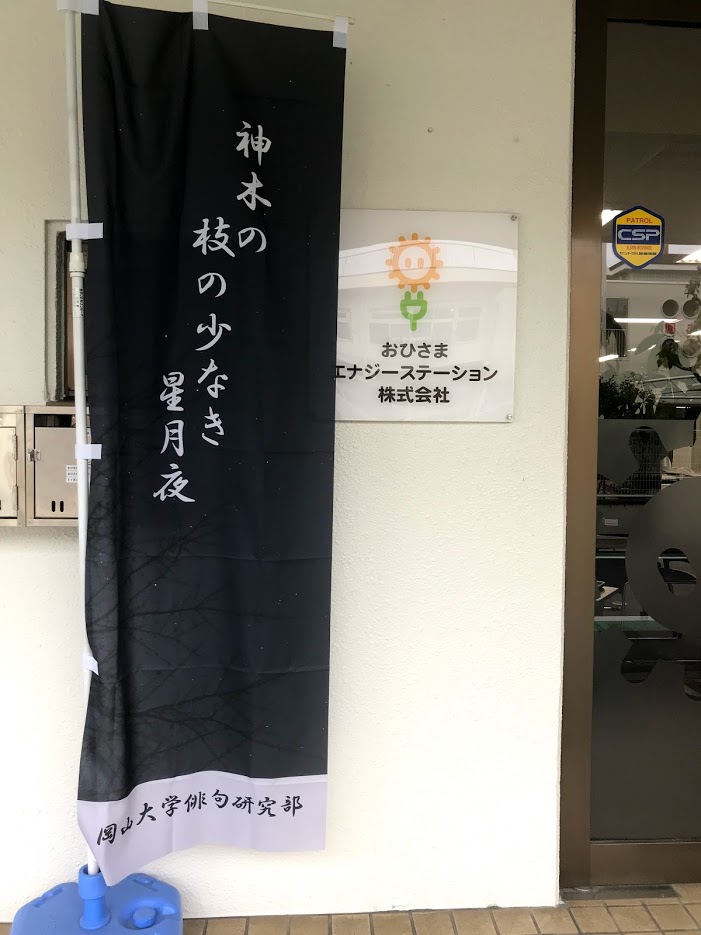 神木の
枝の少なき
星月夜
岡山大学俳句研究部
おひさま
エナジーステーション
株式会社
PATROL
CSP